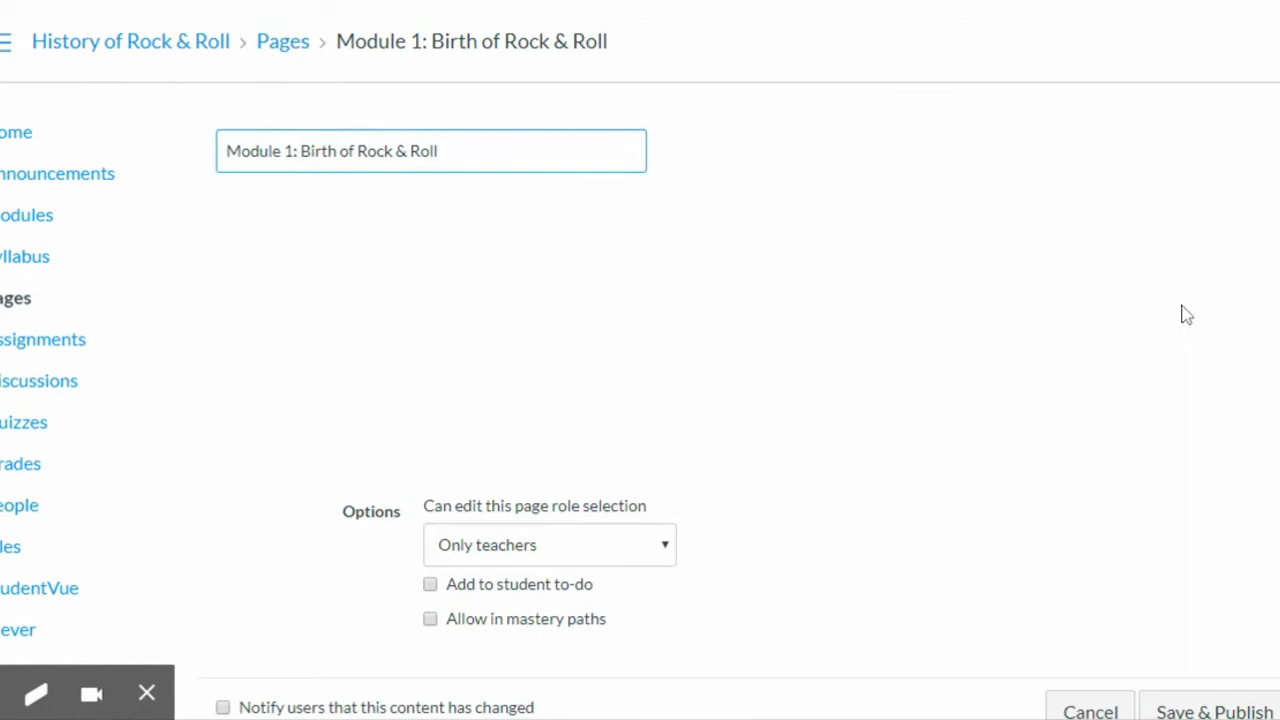 History of Rock & Roll > Pages > Module 1: Birth of Rock & Roll
ome
Module 1: Birth of Rock & Roll
nnouncements
odules
yllabus
ages
ssignments
iscussions
uizzes
rades
eople
Options
Can edit this page role selection
les
Only teachers
udentVue
Add to student to-do
ever
Allow in mastery paths
Notify users that this content has changed
Cancel
Save & Publish